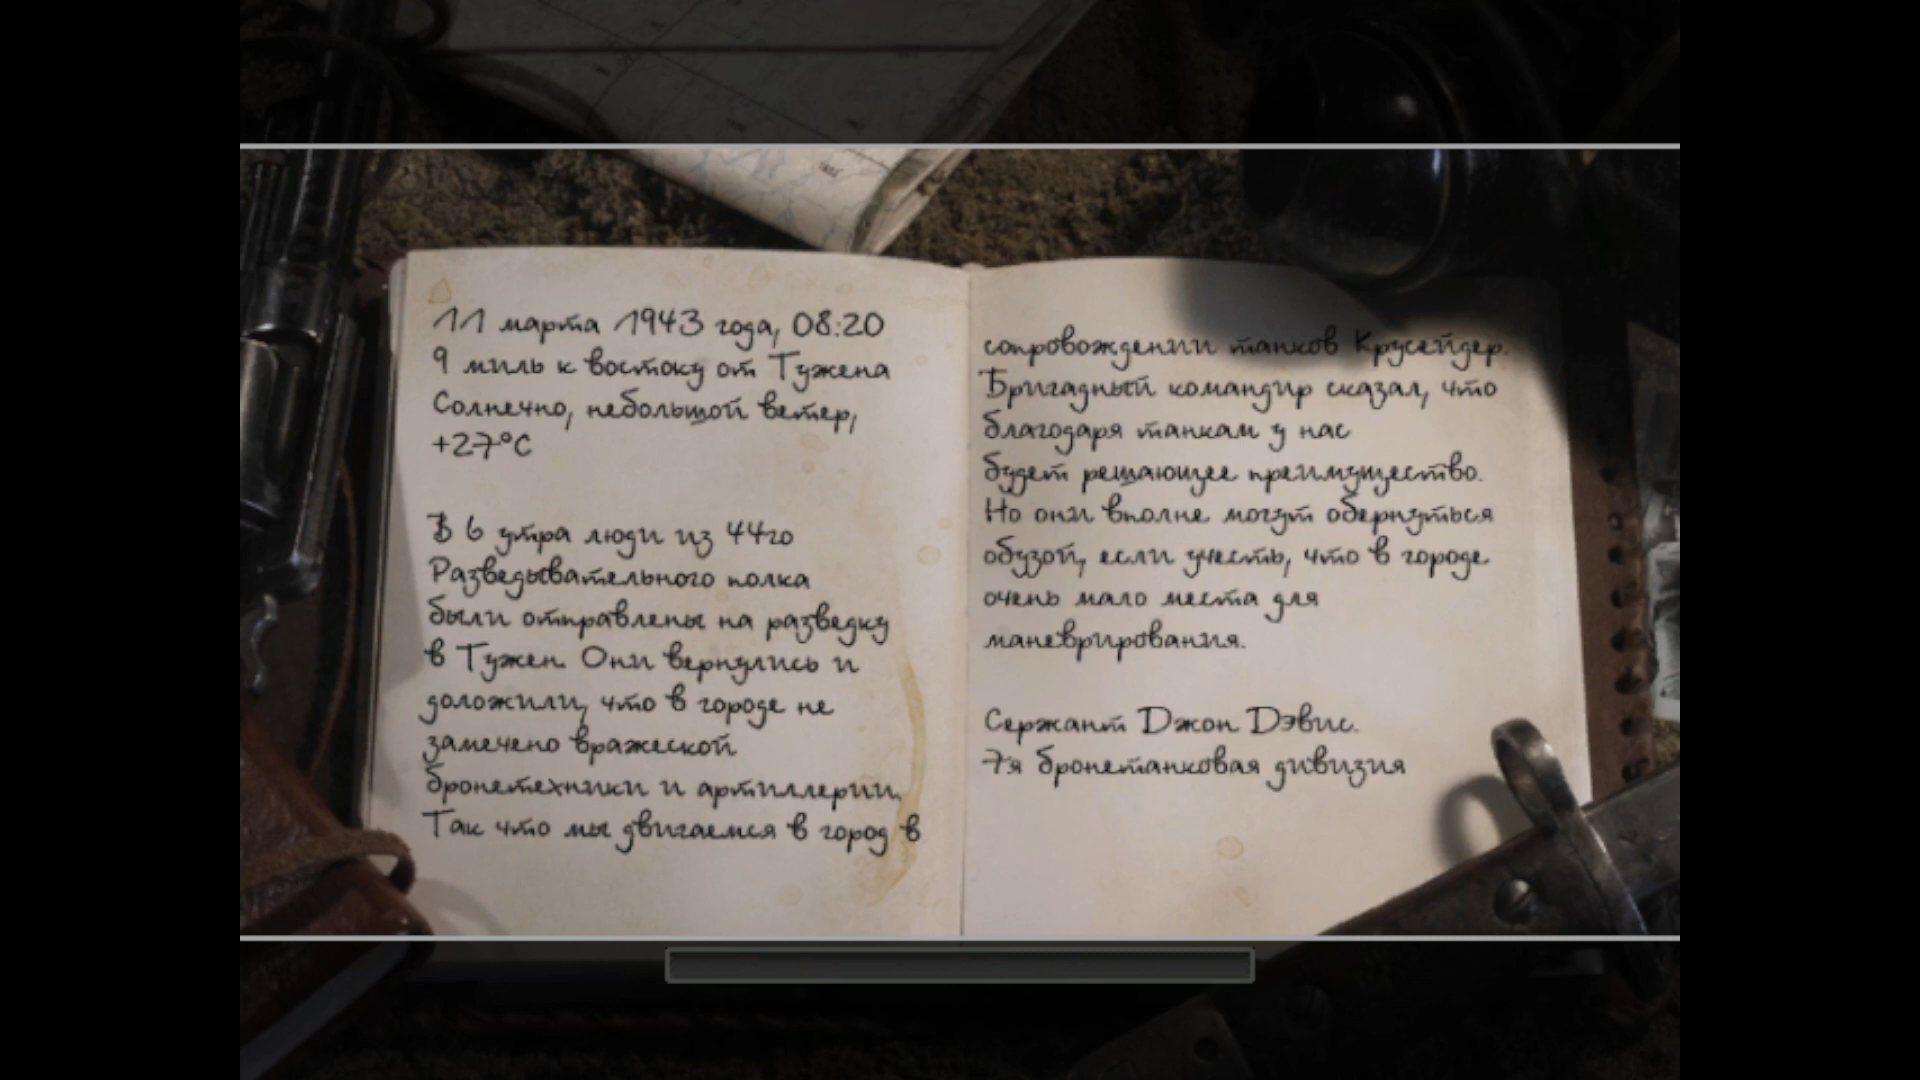 11 марта 1943 года, 08:20
9 миль к востоку от Тужена
Солнечно, небольшой ветер,
+27°C
В 6 утра люди из 44го
Разведывательного полка
были отправлены на разведку
в Тужен. Они вернулись и
доложили, что в городе не
замечено вражеской
бронетехники и артиллерии.
Так что мы двигаемся в город в
сопровождении танков Крусейдер.
Бригадный командир сказал, что
благодаря танкам у нас
будет решающее преимущество.
Но они вполне могут обернуться
обузой, если учесть, что в городе
очень мало места для
маневрирования.
Сержант Джон Дэвис.
7я бронетанковая дивизия